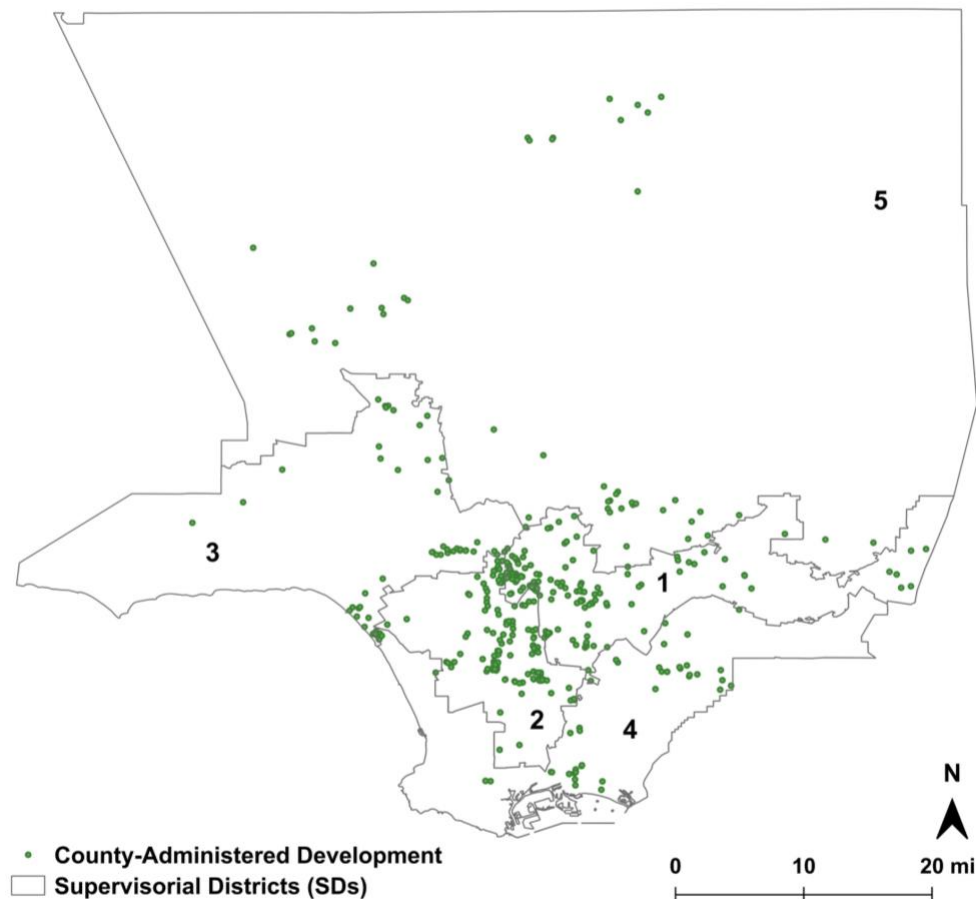 5
3
1
2
4
N
County-Administered Development
Supervisorial Districts (SDs)
0 10 20 mi